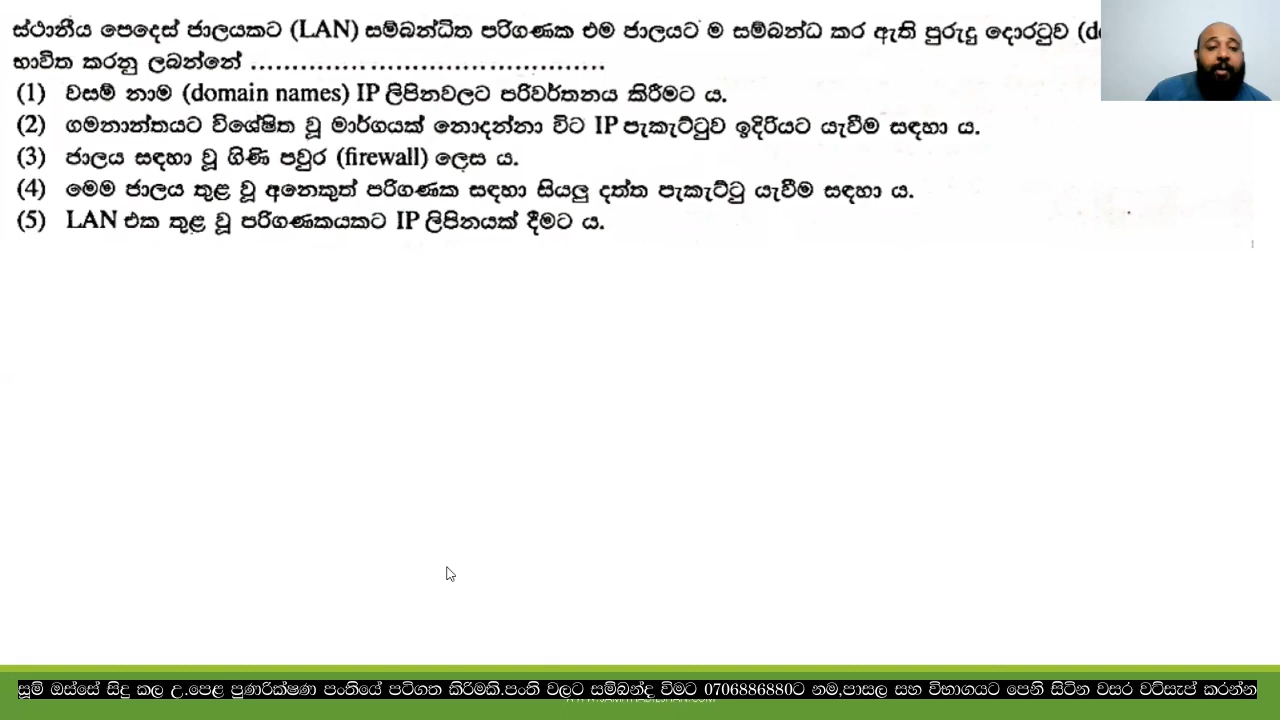 ස්ථානීය පෙදෙස් ජාලයකට (LAN) සම්බන්ධිත පරිගණක එම ජාලයට ම සම්බන්ධ කර ඇති පුරුදු දොරටුව
භාවිත කරනු ලබන්නේ ............................................
(1) වසම් නාම (domain names) IP ලිපිනවලට පරිවර්තනය කිරීමට ය.
(2) ගමනාන්තයට විශේෂිත වූ මාර්ගයක් නොදන්නා විට IP පැකැට්ටුව ඉදිරියට යැවීම සඳහා ය.
(3) ජාලය සඳහා වූ ගිණි පවුර (firewall) ලෙස ය.
(4) මෙම ජාලය තුළ වූ අනෙකුත් පරිගණක සඳහා සියලු දත්ත පැකැට්ටු යැවීම සඳහා ය.
(5) LAN එක තුළ වූ පරිගණකයකට IP ලිපිනයක් දීමට ය.
සූම් ඔස්සේ සිදු කල උ.පෙළ පුණරික්ෂණ පංතියේ පටිගත කිරිමකි.පංති වලට සම්බන්ද විමට 0706886880ට නම,පාසල සහ විභාගයට පෙනි සිටින වසර වට්සැප් කරන්න